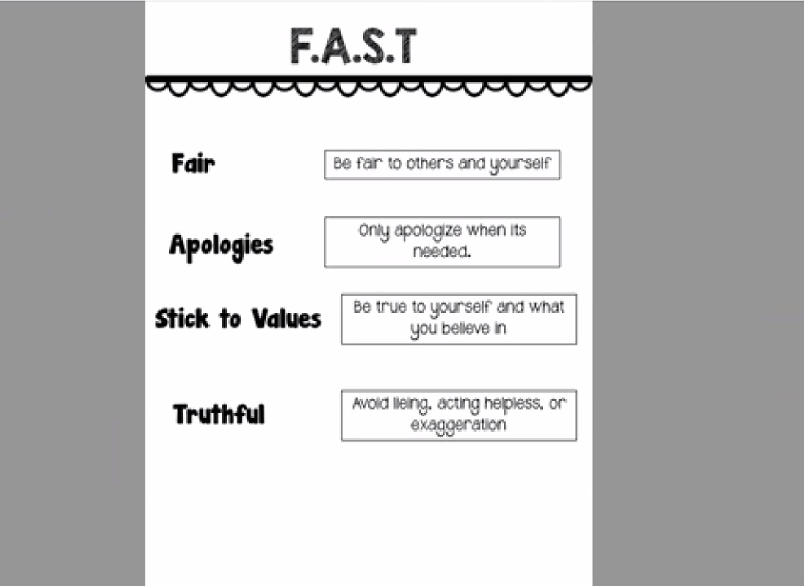 F.A.S.T
Fair
Be fair to others and yourself
Apologies
Only apologize when its
needed.
Stick to Values
Be true to yourself and what
you believe in
Truthful
Avoid lieing, acting helpless, or
exaggeration